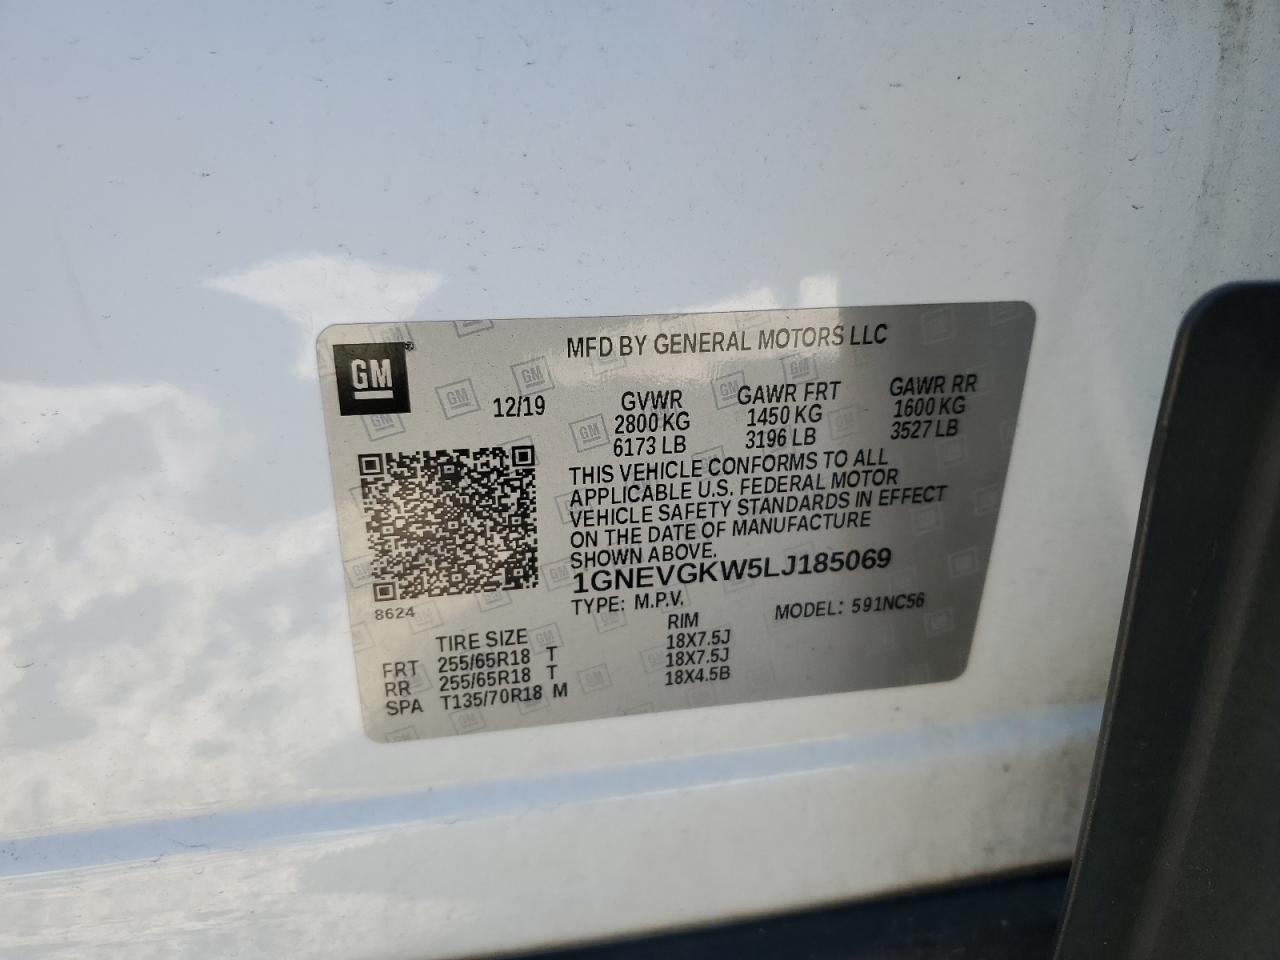 GM
MFD BY GENERAL MOTORS LLC
12/19
GVWR GAWR FRT GAWR RR
2800 KG 1450 KG 1600 KG
6173 LB 3196 LB 3527 LB
THIS VEHICLE CONFORMS TO ALL
APPLICABLE U.S. FEDERAL MOTOR
VEHICLE SAFETY STANDARDS IN EFFECT
ON THE DATE OF MANUFACTURE
SHOWN ABOVE.
1GNEVGKW5LJ185069
TYPE: M.P.V. MODEL: 591NC56
8624
TIRE SIZE RIM
FRT 255/65R18 T 18X7.5J
RR 255/65R18 T 18X7.5J
SPA T135/70R18 M 18X4.5B